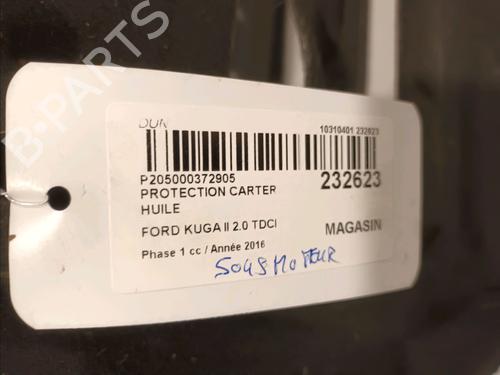 B-PARTS
DUN
10310401 232623
P205000372905
PROTECTION CARTER
HUILE
232623
FORD KUGA II 2.0 TDCI
MAGASIN
Phase 1 cc / Année 2016
SOUS MOTEUR